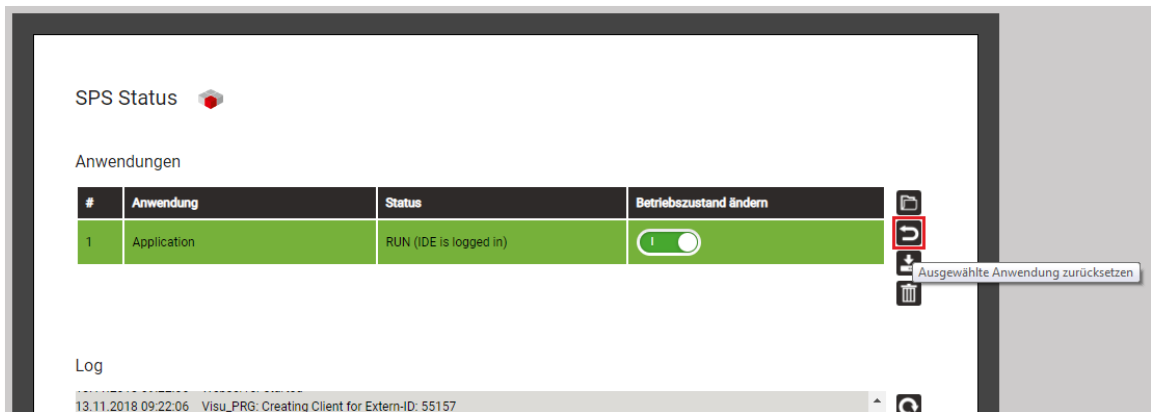 SPS Status
Anwendungen
# Anwendung Status Betriebszustand ändern
1 Application RUN (IDE is logged in) I
Ausgewählte Anwendung zurücksetzen
Log
13.11.2018 09:22:06 Visu_PRG: Creating Client for Extern-ID: 55157